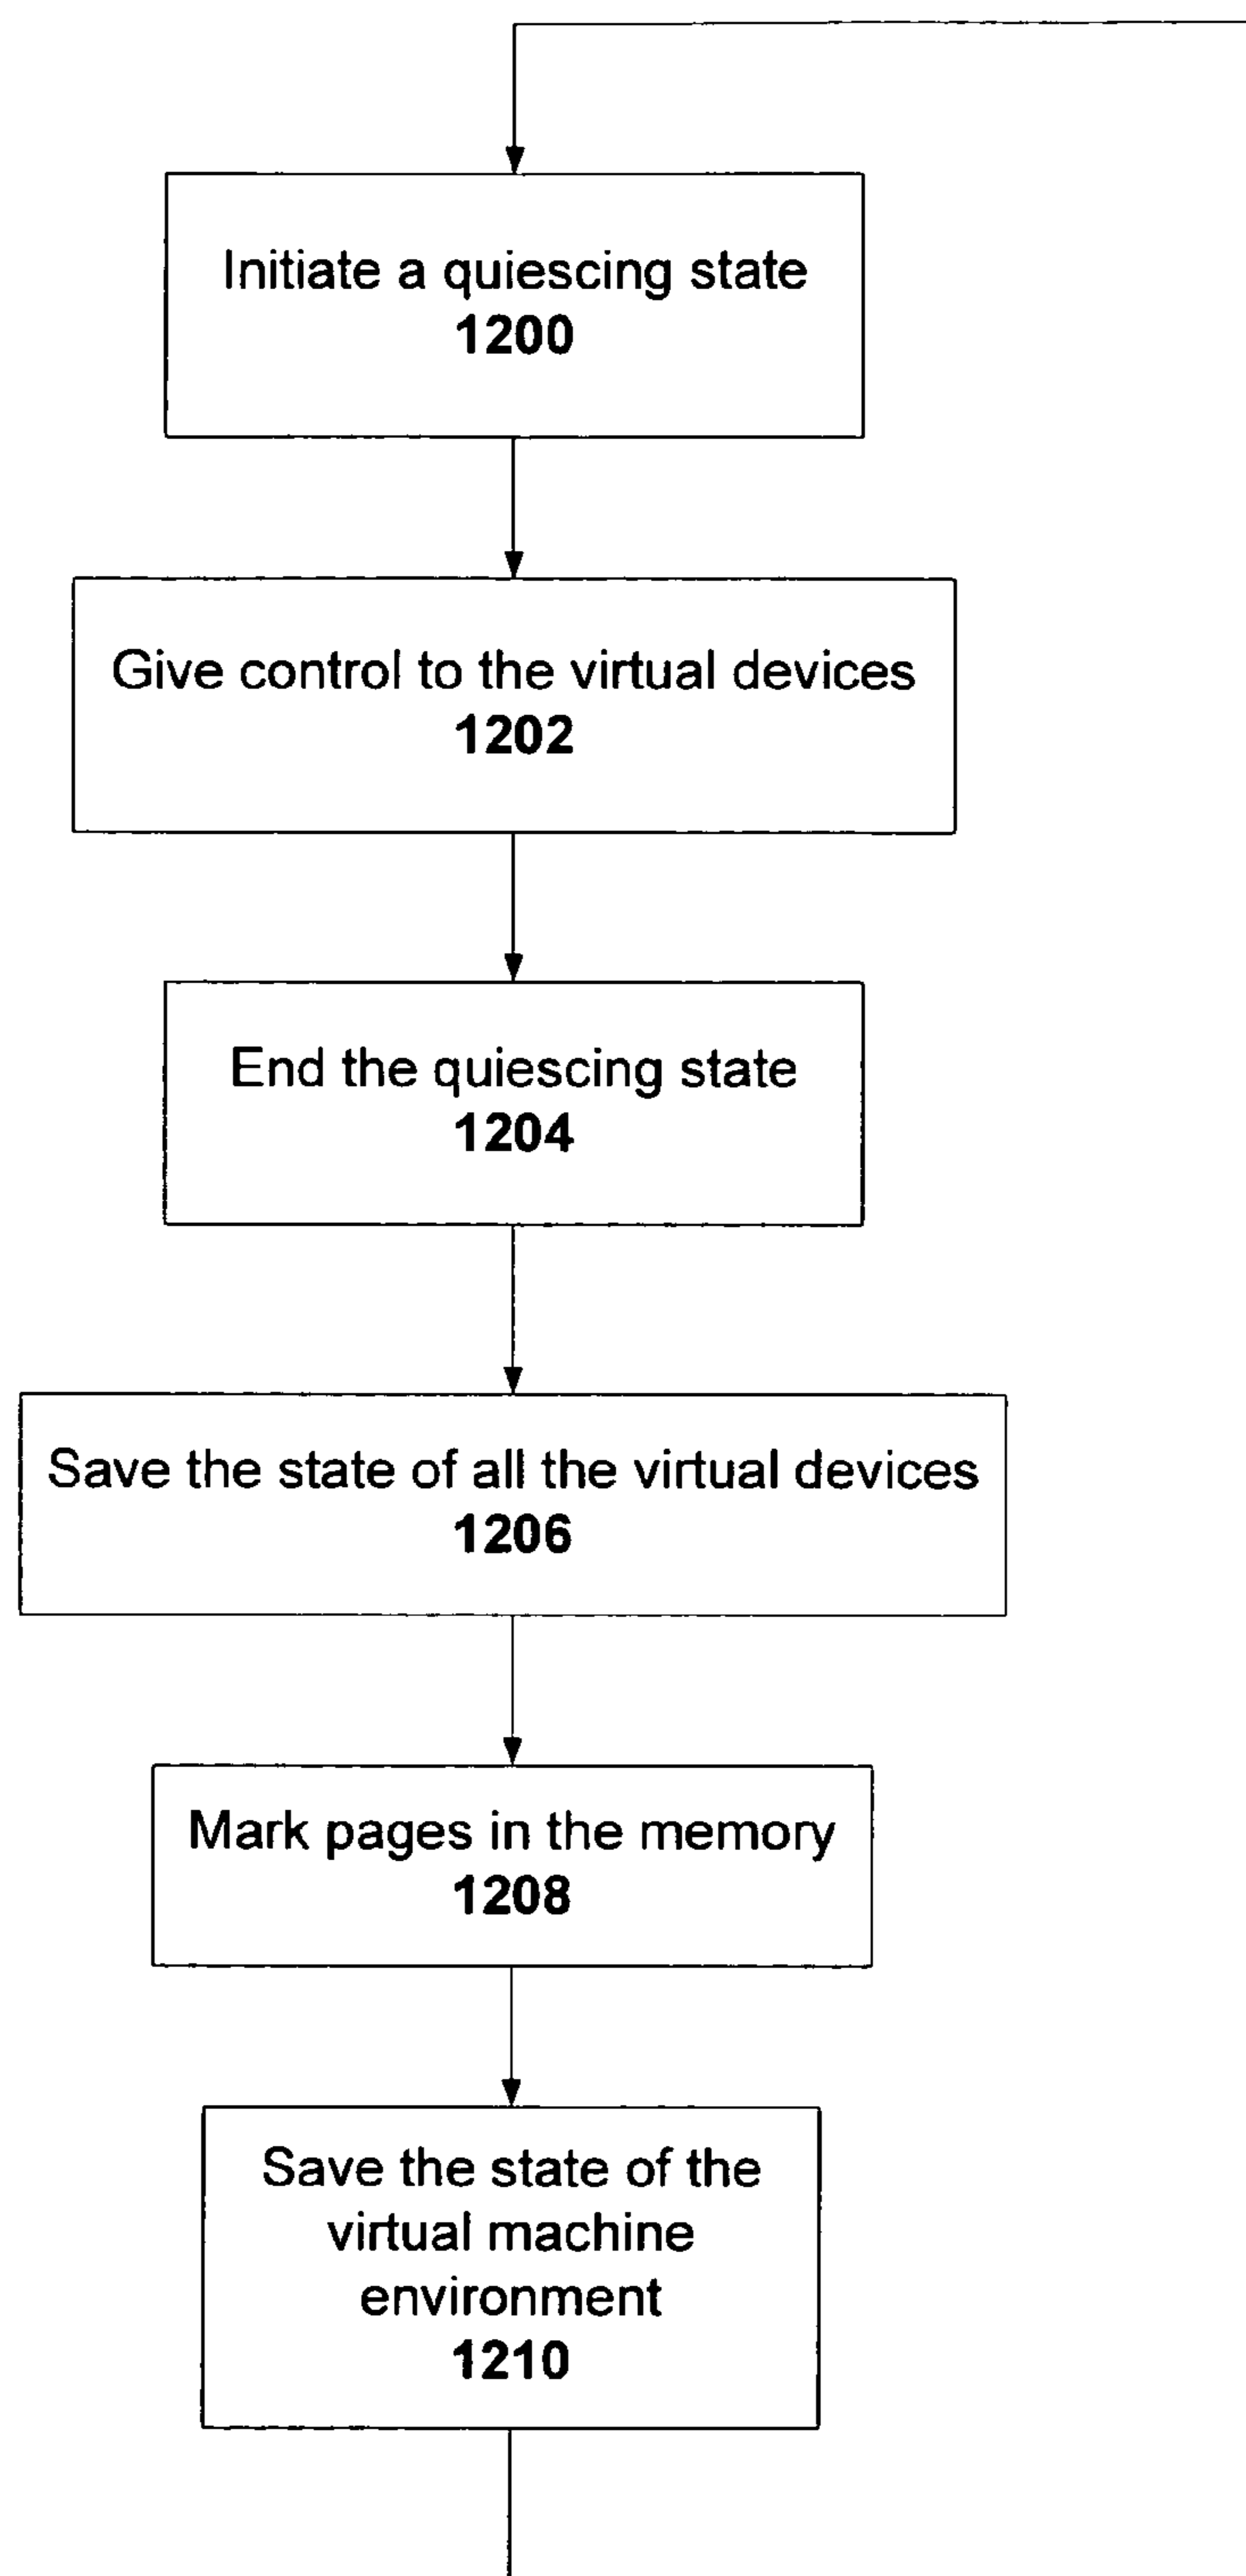 Initiate a quiescing state
1200
Give control to the virtual devices
1202
End the quiescing state
1204
Save the state of all the virtual devices
1206
Mark pages in the memory
1208
Save the state of the
virtual machine
environment
1210